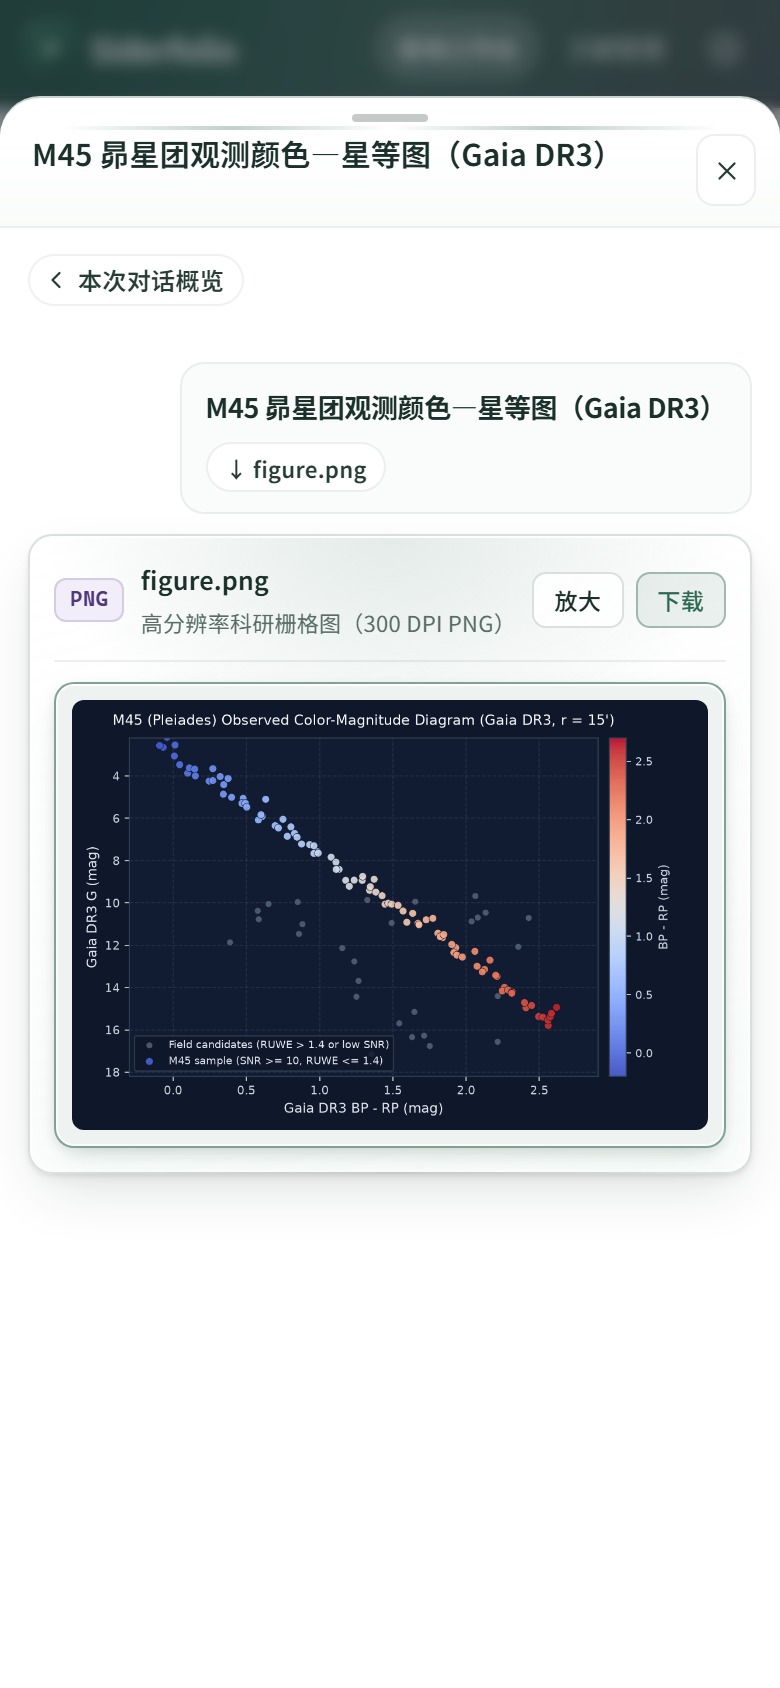 M45 昴星团观测颜色—星等图（Gaia DR3）
本次对话概览
M45 昴星团观测颜色—星等图（Gaia DR3）
↓ figure.png
PNG
figure.png
高分辨率科研栅格图（300 DPI PNG）
放大
下载
M45 (Pleiades) Observed Color-Magnitude Diagram (Gaia DR3, r = 15')
Gaia DR3 G (mag)
4
6
8
10
12
14
16
18
Field candidates (RUWE > 1.4 or low SNR)
M45 sample (SNR >= 10, RUWE <= 1.4)
0.0 0.5 1.0 1.5 2.0 2.5
Gaia DR3 BP - RP (mag)
2.5
2.0
1.5
1.0
0.5
0.0
BP - RP (mag)